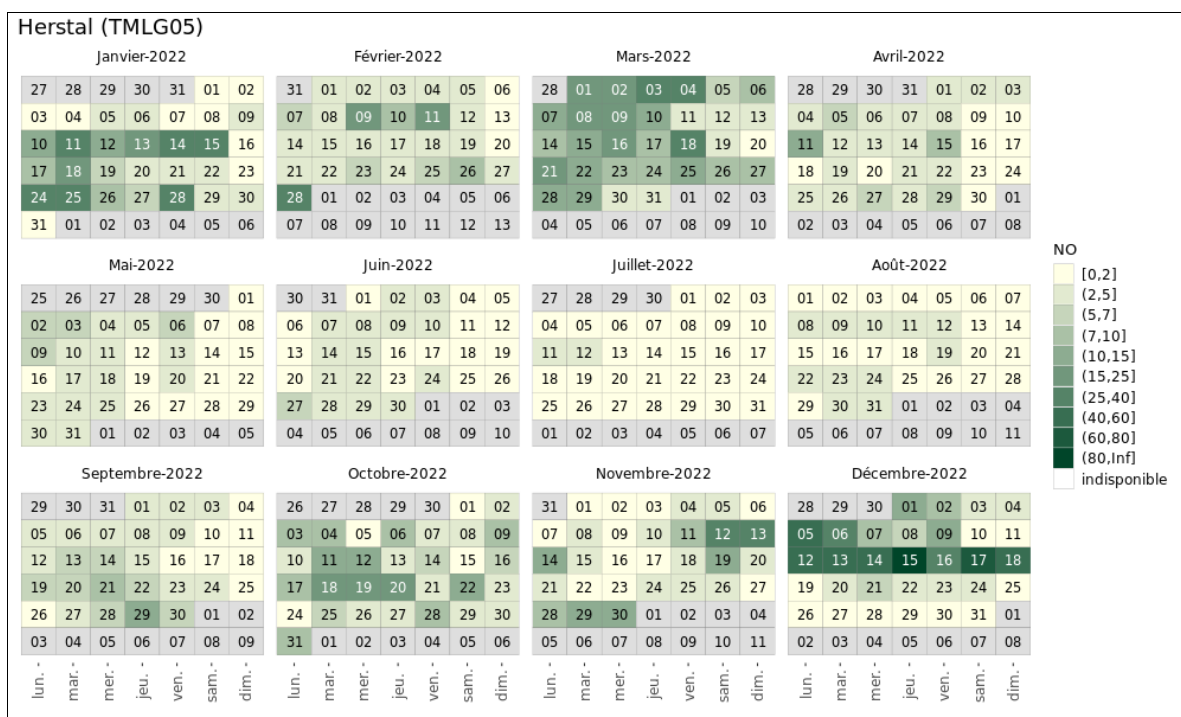 Herstal (TMLG05)
Janvier-2022 Février-2022 Mars-2022 Avril-2022
27 28 29 30 31 01 02 31 01 02 03 04 05 06 28 01 02 03 04 05 06 28 29 30 31 01 02 03
03 04 05 06 07 08 09 07 08 09 10 11 12 13 07 08 09 10 11 12 13 04 05 06 07 08 09 10
10 11 12 13 14 15 16 14 15 16 17 18 19 20 14 15 16 17 18 19 20 11 12 13 14 15 16 17
17 18 19 20 21 22 23 21 22 23 24 25 26 27 21 22 23 24 25 26 27 18 19 20 21 22 23 24
24 25 26 27 28 29 30 28 01 02 03 04 05 06 28 29 30 31 01 02 03 25 26 27 28 29 30 01
31 01 02 03 04 05 06 07 08 09 10 11 12 13 04 05 06 07 08 09 10 02 03 04 05 06 07 08
Mai-2022 Juin-2022 Juillet-2022 Août-2022
25 26 27 28 29 30 01 30 31 01 02 03 04 05 27 28 29 30 01 02 03 01 02 03 04 05 06 07
02 03 04 05 06 07 08 06 07 08 09 10 11 12 04 05 06 07 08 09 10 08 09 10 11 12 13 14
09 10 11 12 13 14 15 13 14 15 16 17 18 19 11 12 13 14 15 16 17 15 16 17 18 19 20 21
16 17 18 19 20 21 22 20 21 22 23 24 25 26 18 19 20 21 22 23 24 22 23 24 25 26 27 28
23 24 25 26 27 28 29 27 28 29 30 01 02 03 25 26 27 28 29 30 31 29 30 31 01 02 03 04
30 31 01 02 03 04 05 04 05 06 07 08 09 10 01 02 03 04 05 06 07 05 06 07 08 09 10 11
Septembre-2022 Octobre-2022 Novembre-2022 Décembre-2022
29 30 31 01 02 03 04 26 27 28 29 30 01 02 31 01 02 03 04 05 06 28 29 30 01 02 03 04
05 06 07 08 09 10 11 03 04 05 06 07 08 09 07 08 09 10 11 12 13 05 06 07 08 09 10 11
12 13 14 15 16 17 18 10 11 12 13 14 15 16 14 15 16 17 18 19 20 12 13 14 15 16 17 18
19 20 21 22 23 24 25 17 18 19 20 21 22 23 21 22 23 24 25 26 27 19 20 21 22 23 24 25
26 27 28 29 30 01 02 24 25 26 27 28 29 30 28 29 30 01 02 03 04 26 27 28 29 30 31 01
03 04 05 06 07 08 09 31 01 02 03 04 05 06 05 06 07 08 09 10 11 02 03 04 05 06 07 08
lun. - mar. - mer. - jeu. - ven. - sam. - dim. - lun. - mar. - mer. - jeu. - ven. - sam. - dim. - lun. - mar. - mer. - jeu. - ven. - sam. - dim. - lun. - mar. - mer. - jeu. - ven. - sam. - dim. -
NO
[0,2]
(2,5]
(5,7]
(7,10]
(10,15]
(15,25]
(25,40]
(40,60]
(60,80]
(80,Inf]
indisponible